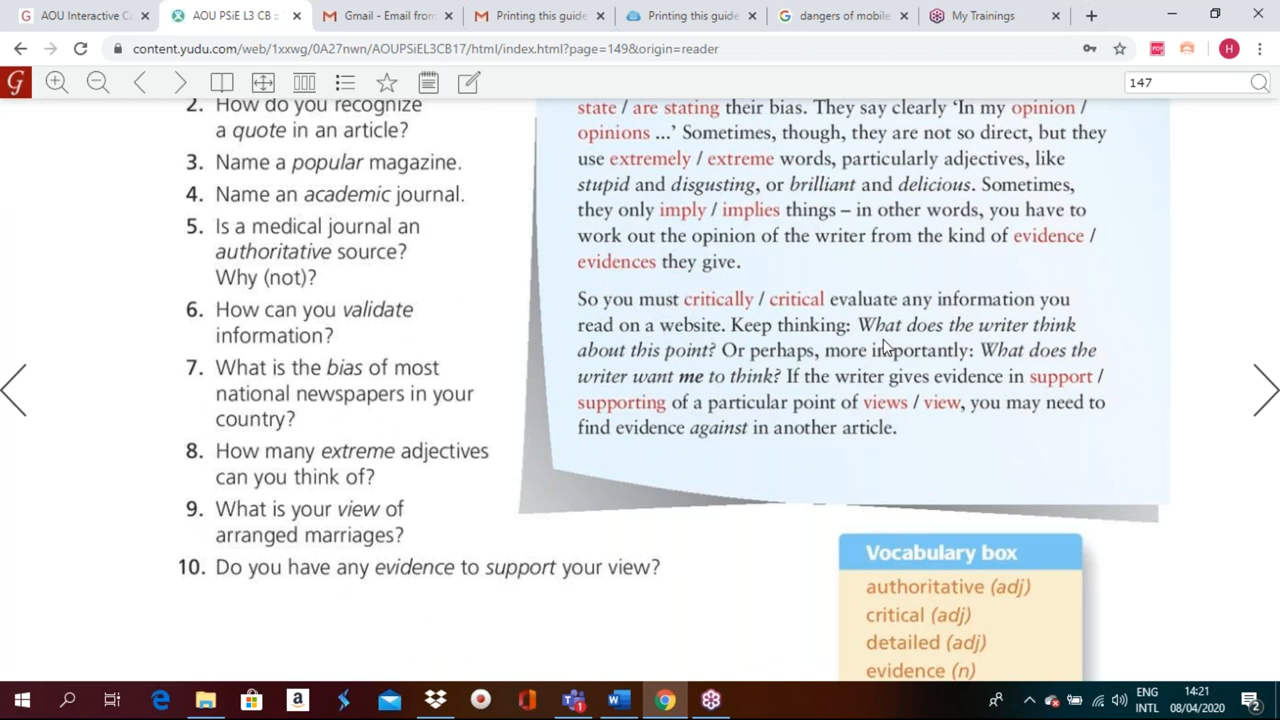 AOU Interactive Co
AOU PSiE L3 CB ::
Gmail - Email from
Printing this guide
Printing this guide
dangers of mobile
My Trainings
content.yudu.com/web/1xxwg/0A27nwn/AOUPSiEL3CB17/html/index.html?page=149&origin=reader
PDF
H
G
147
2. How do you recognize
a quote in an article?
3. Name a popular magazine.
4. Name an academic journal.
5. Is a medical journal an
authoritative source?
Why (not)?
6. How can you validate
information?
7. What is the bias of most
national newspapers in your
country?
8. How many extreme adjectives
can you think of?
9. What is your view of
arranged marriages?
10. Do you have any evidence to support your view?
state / are stating their bias. They say clearly ‘In my opinion /
opinions ...’ Sometimes, though, they are not so direct, but they
use extremely / extreme words, particularly adjectives, like
stupid and disgusting, or brilliant and delicious. Sometimes,
they only imply / implies things – in other words, you have to
work out the opinion of the writer from the kind of evidence /
evidences they give.
So you must critically / critical evaluate any information you
read on a website. Keep thinking: What does the writer think
about this point? Or perhaps, more importantly: What does the
writer want me to think? If the writer gives evidence in support /
supporting of a particular point of views / view, you may need to
find evidence against in another article.
Vocabulary box
authoritative (adj)
critical (adj)
detailed (adj)
evidence (n)
ENG
INTL
14:21
08/04/2020